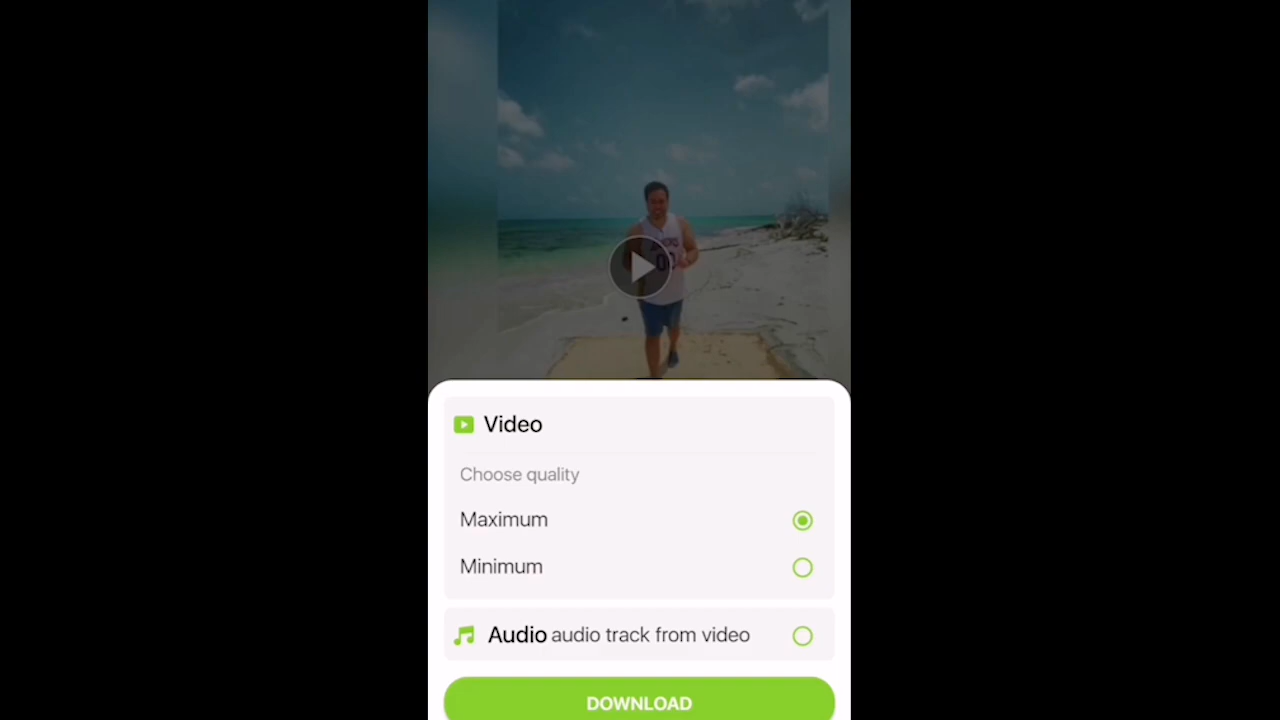 Video
Choose quality
Maximum
Minimum
Audio audio track from video
DOWNLOAD